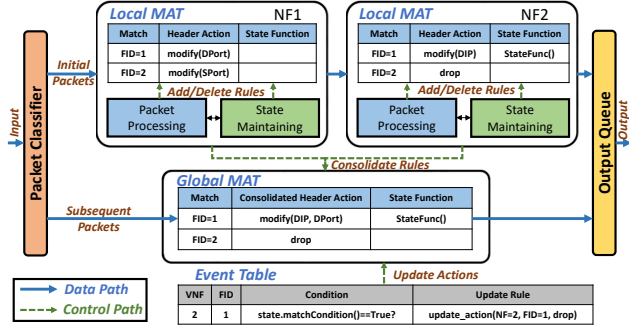 Local MAT NF1
Match Header Action State Function
FID=1 modify(DPort)
FID=2 modify(SPort)
Add/Delete Rules
Packet Processing
State Maintaining
Local MAT NF2
Match Header Action State Function
FID=1 modify(DIP) StateFunc()
FID=2 drop
Add/Delete Rules
Packet Processing
State Maintaining
Input
Packet Classifier
Initial
Packets
Output Queue
Output
Consolidate Rules
Global MAT
Match Consolidated Header Action State Function
FID=1 modify(DIP, DPort) StateFunc()
FID=2 drop
Subsequent
Packets
Update Actions
Event Table
VNF FID Condition Update Rule
2 1 state.matchCondition()==True? update_action(NF=2, FID=1, drop)
Data Path
Control Path